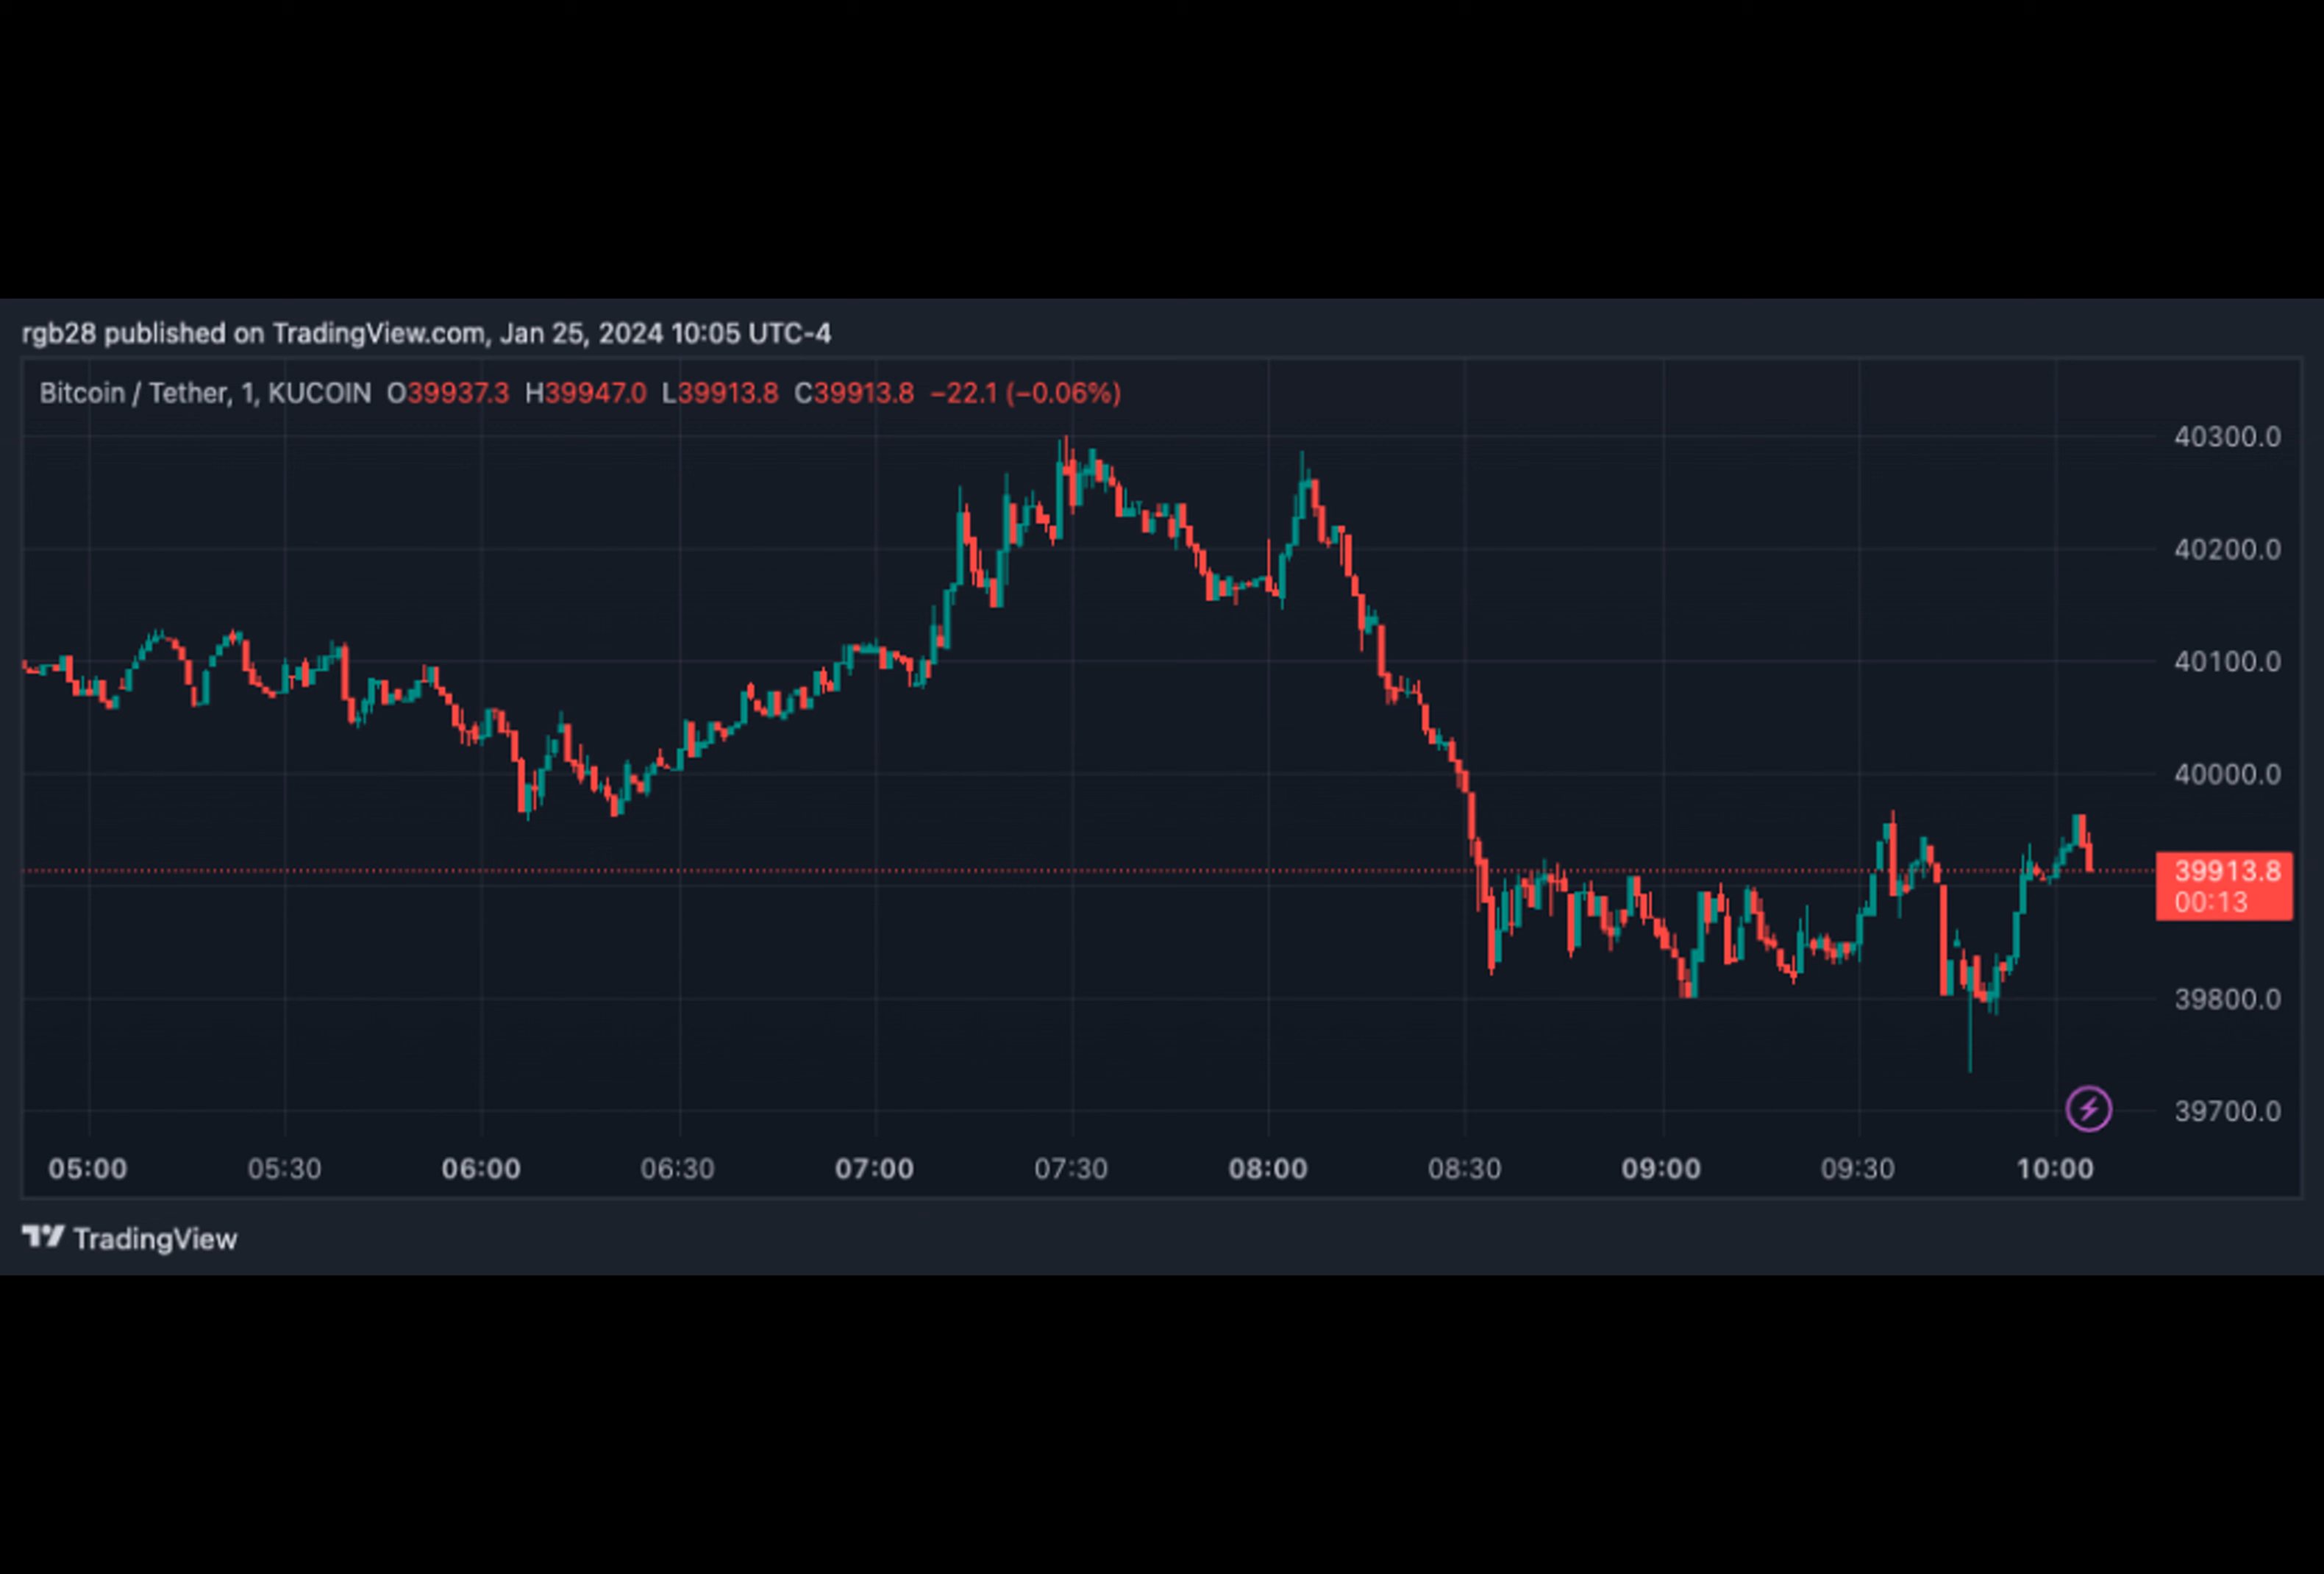 rgb28 published on TradingView.com, Jan 25, 2024 10:05 UTC-4
Bitcoin / Tether, 1, KUCOIN O39937.3 H39947.0 L39913.8 C39913.8 −22.1 (−0.06%)
40300.0
40200.0
40100.0
40000.0
39913.8
00:13
39800.0
39700.0
05:00 05:30 06:00 06:30 07:00 07:30 08:00 08:30 09:00 09:30 10:00
TradingView